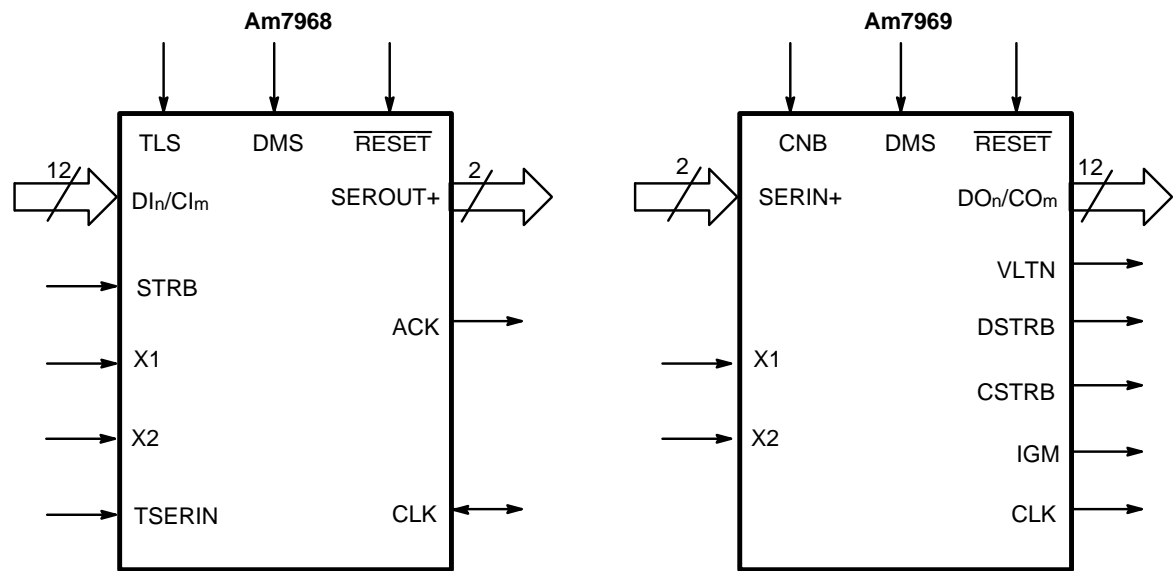 Am7968
TLS DMS RESET
12
DIn/CIm
SEROUT+
2
STRB
ACK
X1
X2
TSERIN
CLK
Am7969
CNB DMS RESET
2
SERIN+
DOn/COm
12
VLTN
DSTRB
X1
CSTRB
X2
IGM
CLK